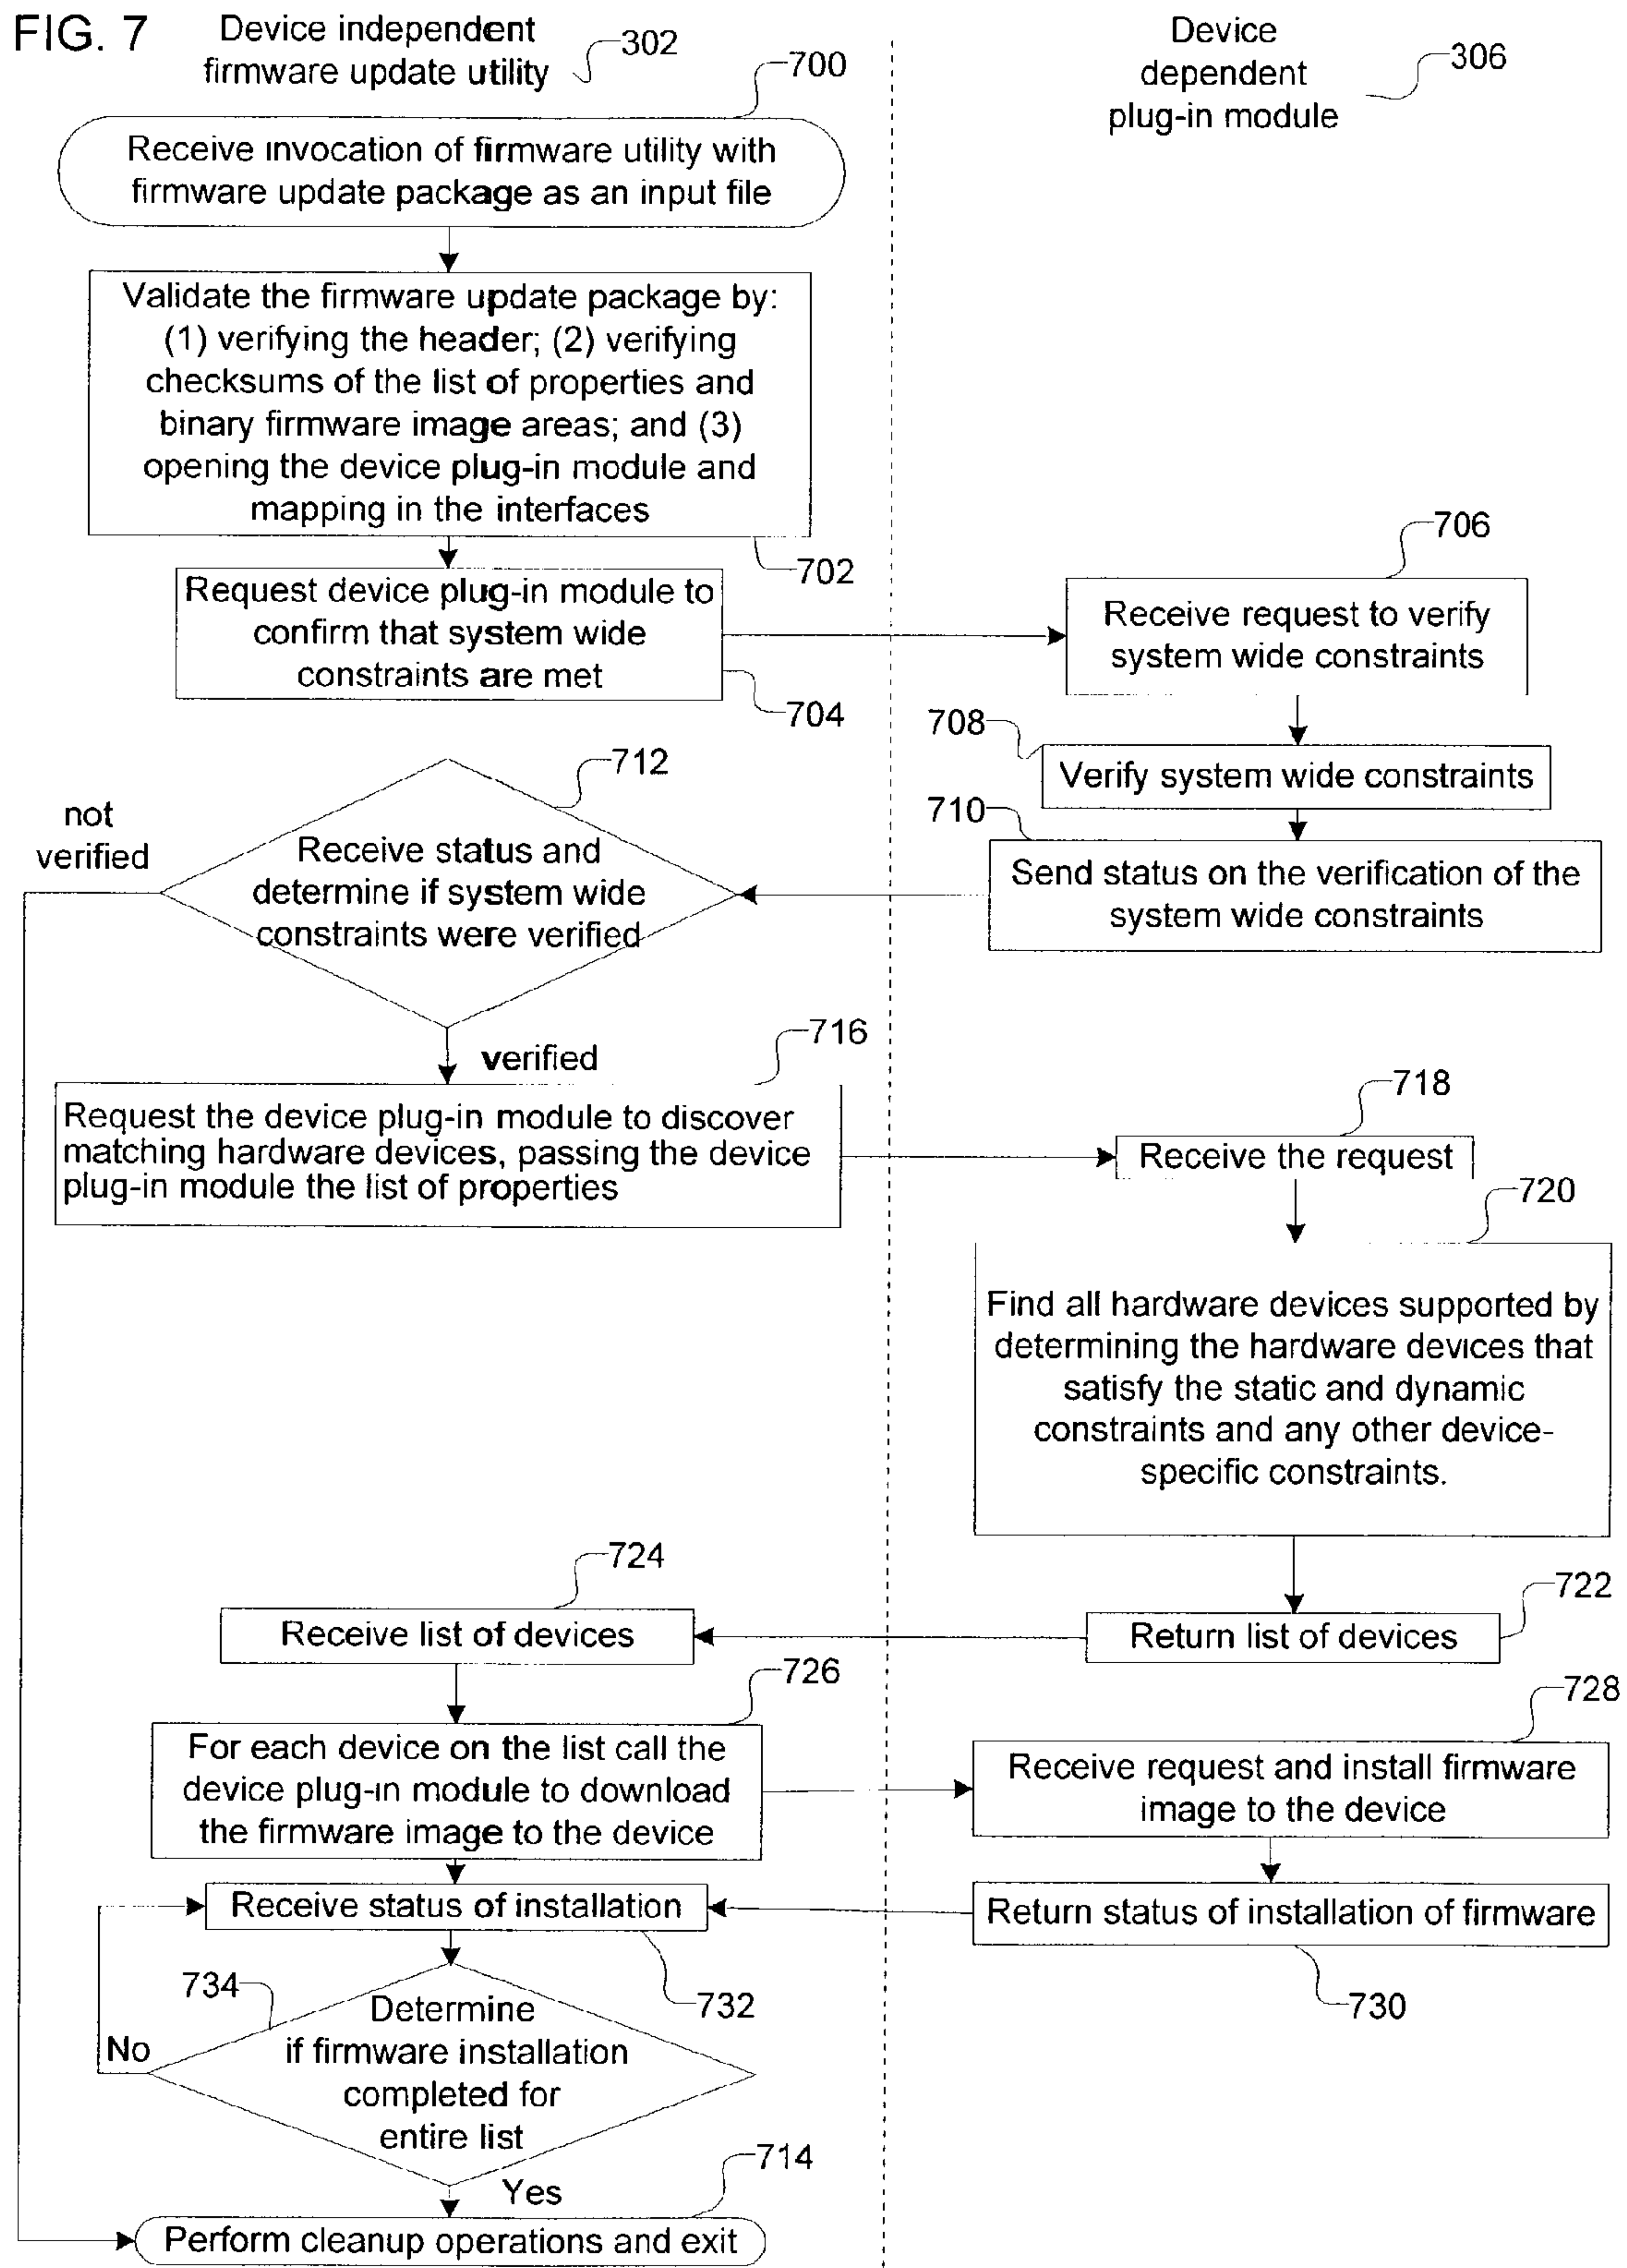 FIG. 7
Device independent
firmware update utility
302
Device
dependent
plug-in module
306
700
Receive invocation of firmware utility with
firmware update package as an input file
Validate the firmware update package by:
(1) verifying the header; (2) verifying
checksums of the list of properties and
binary firmware image areas; and (3)
opening the device plug-in module and
mapping in the interfaces
702
Request device plug-in module to
confirm that system wide
constraints are met
704
706
Receive request to verify
system wide constraints
708
Verify system wide constraints
710
Send status on the verification of the
system wide constraints
712
not
verified
Receive status and
determine if system wide
constraints were verified
verified
716
Request the device plug-in module to discover
matching hardware devices, passing the device
plug-in module the list of properties
718
Receive the request
720
Find all hardware devices supported by
determining the hardware devices that
satisfy the static and dynamic
constraints and any other device-
specific constraints.
722
Return list of devices
724
Receive list of devices
726
For each device on the list call the
device plug-in module to download
the firmware image to the device
728
Receive request and install firmware
image to the device
Return status of installation of firmware
730
Receive status of installation
732
734
Determine
if firmware installation
completed for
entire list
No
Yes
714
Perform cleanup operations and exit